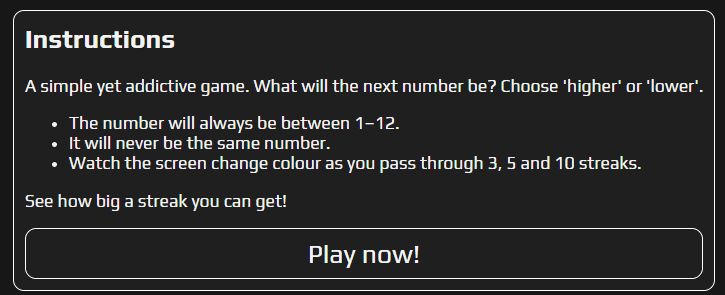 Instructions
A simple yet addictive game. What will the next number be? Choose 'higher' or 'lower'.
• The number will always be between 1–12.
• It will never be the same number.
• Watch the screen change colour as you pass through 3, 5 and 10 streaks.
See how big a streak you can get!
Play now!